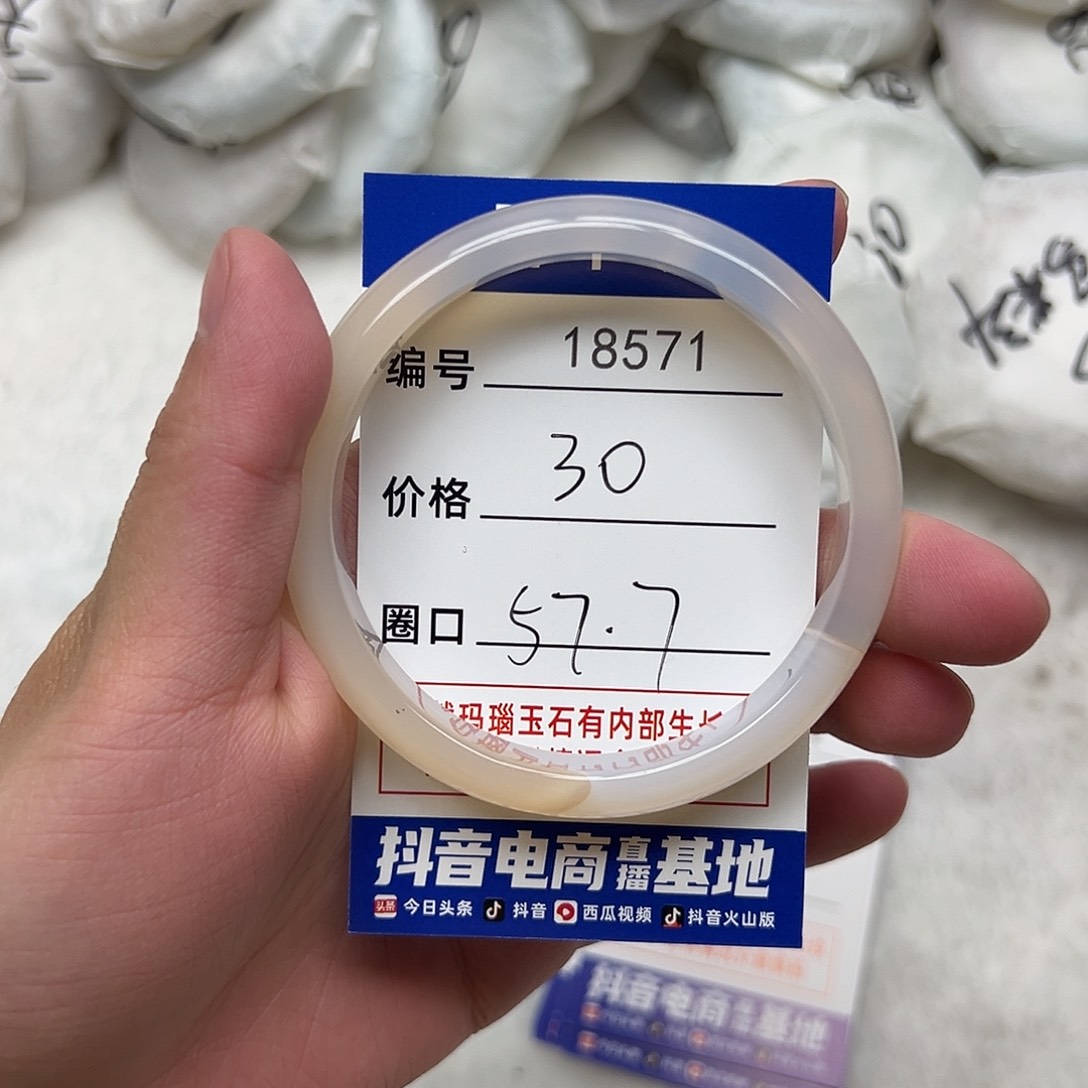 编号 18571
价格 30
圈口 57.7
玛瑙玉石有内部生长
抖音电商直播基地
今日头条 抖音 西瓜视频 抖音火山版
10
抖音电商直播基地